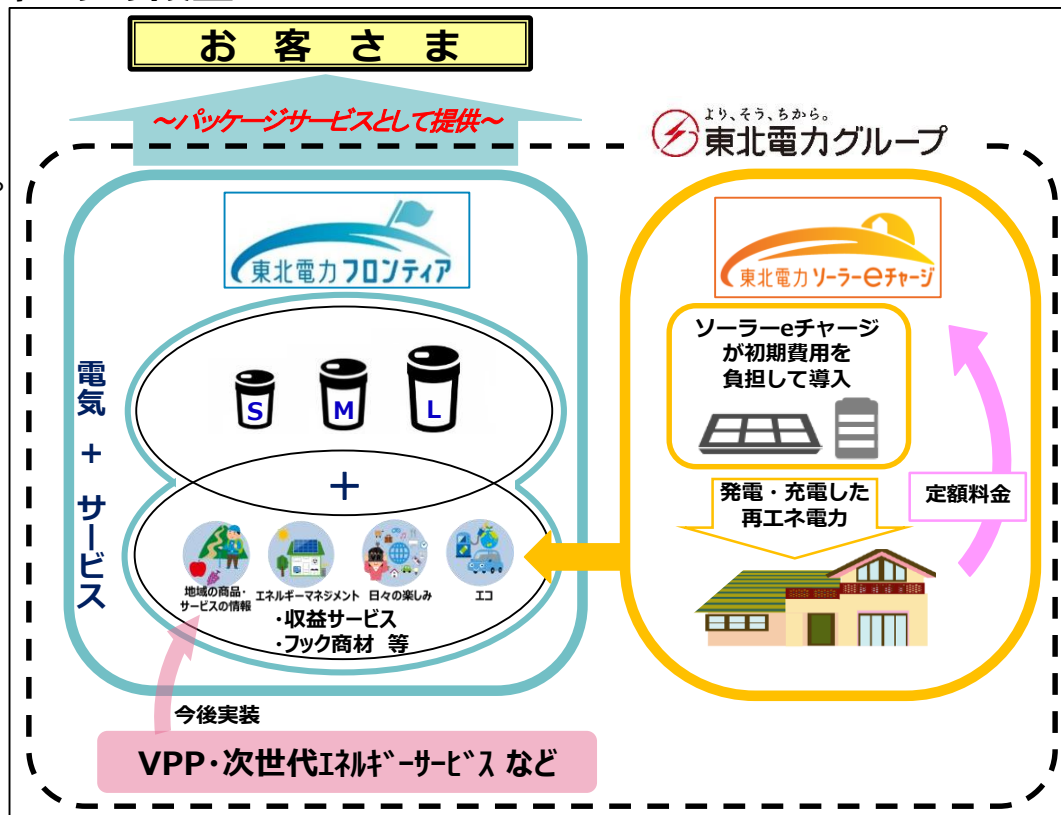 お 客 さ ま
～パッケージサービスとして提供～
より、そう、ちから。
東北電力グループ
東北電力フロンティア
東北電力 ソーラーeチャージ
電気 + サービス
S M L
+
地域の商品・
サービスの情報
エネルギーマネジメント
日々の楽しみ
エコ
・収益サービス
・フック商材 等
ソーラーeチャージ
が初期費用を
負担して導入
発電・充電した
再エネ電力
定額料金
今後実装
VPP・次世代ｴﾈﾙｷﾞｰｻｰﾋﾞｽ など